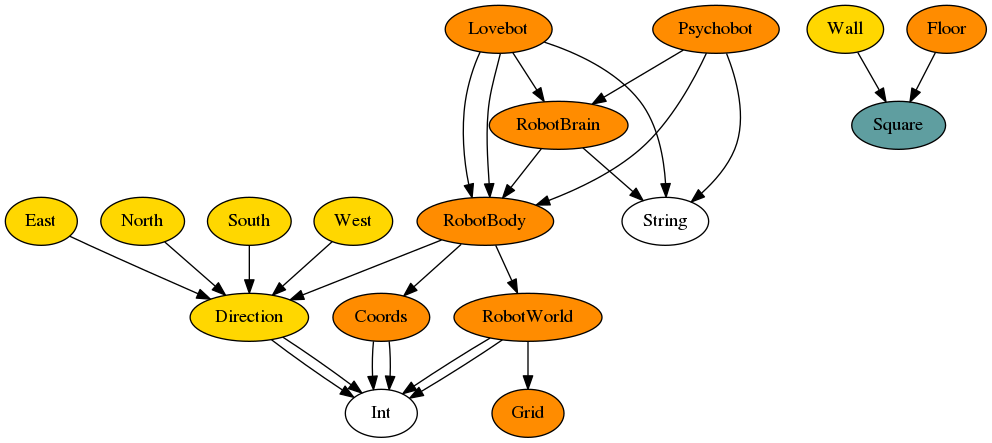 Lovebot
Psychobot
Wall
Floor
RobotBrain
Square
East
North
South
West
RobotBody
String
Direction
Coords
RobotWorld
Int
Grid